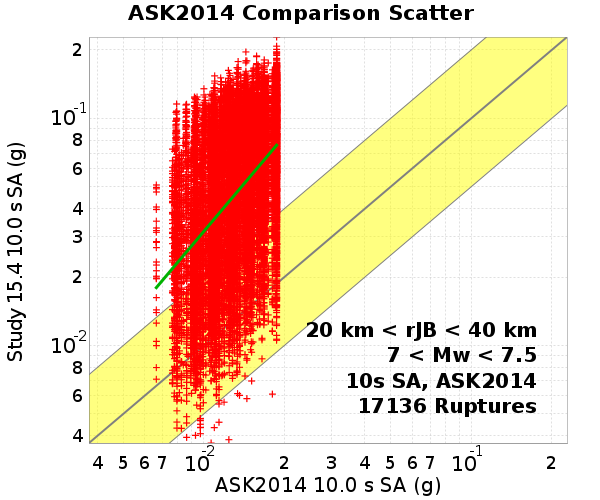 ASK2014 Comparison Scatter
2
10-1
8
6
4
3
2
10-2
8
6
4
Study 15.4 10.0 s SA (g)
20 km < rJB < 40 km
7 < Mw < 7.5
10s SA, ASK2014
17136 Ruptures
4 5 6 7 10-2 2 3 4 5 6 7 10-1 2
ASK2014 10.0 s SA (g)